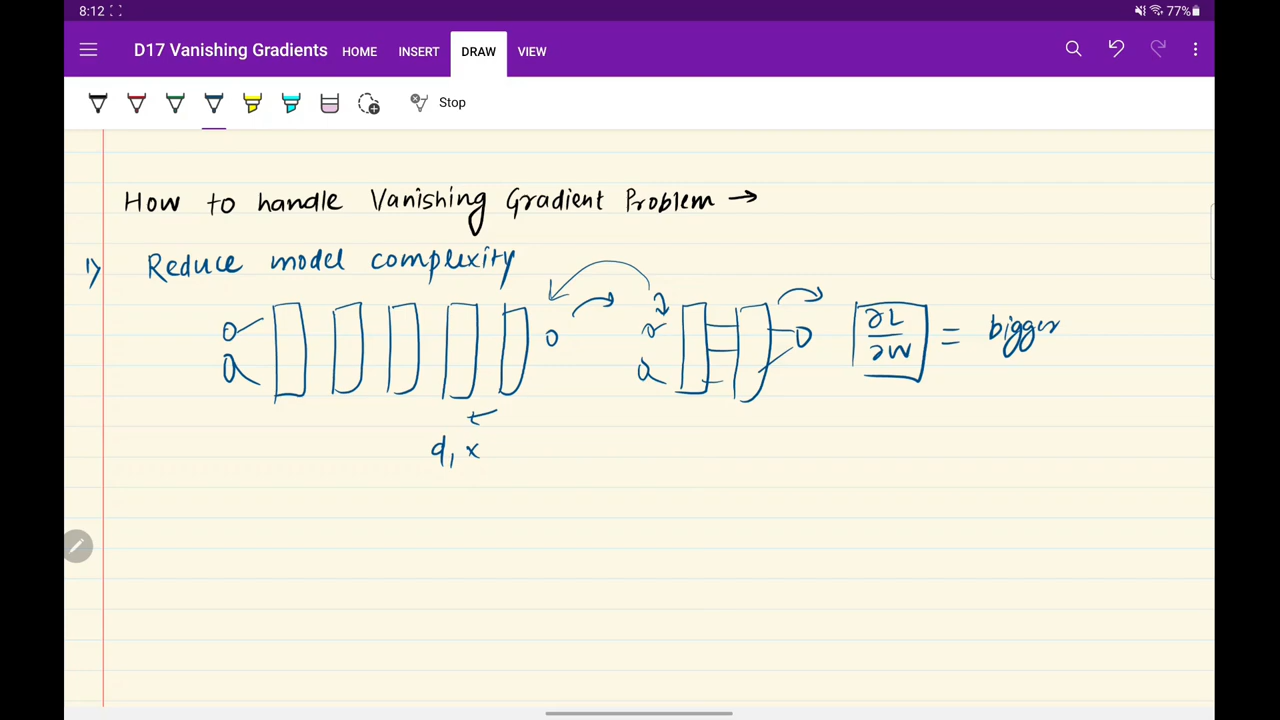 8:12
77%
D17 Vanishing Gradients HOME INSERT DRAW VIEW
Stop
How to handle Vanishing Gradient Problem →
1) Reduce model complexity
∂L/∂W = bigger